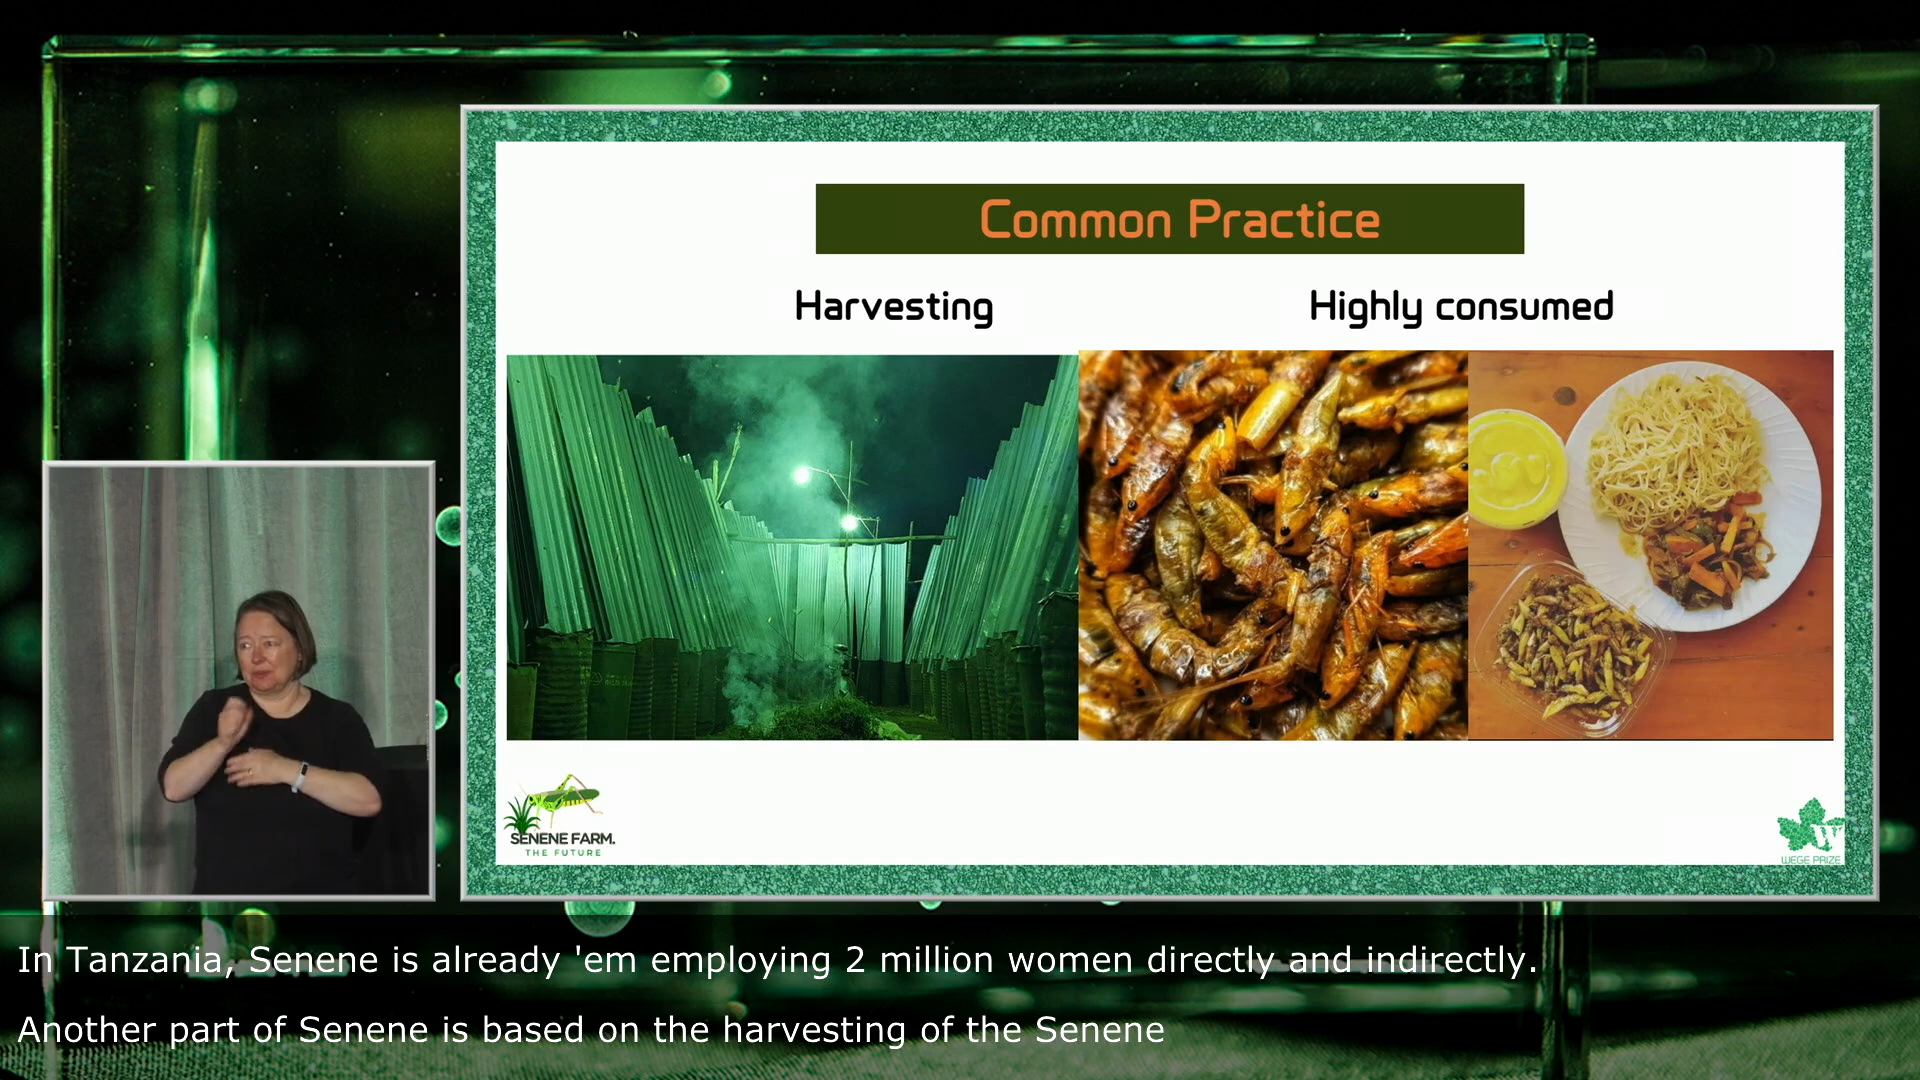 Common Practice
Harvesting
Highly consumed
SENENE FARM.
THE FUTURE
W
WEGE PRIZE
In Tanzania, Senene is already 'em employing 2 million women directly and indirectly.
Another part of Senene is based on the harvesting of the Senene